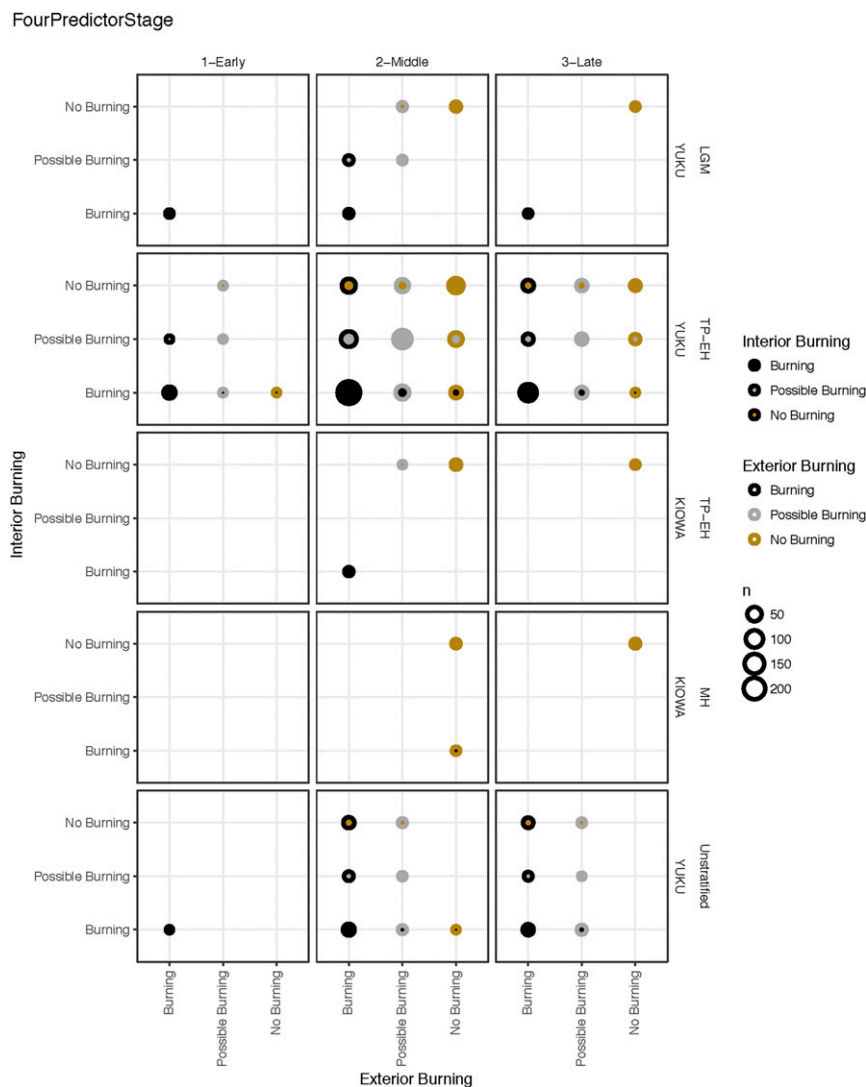 FourPredictorStage
1-Early
2-Middle
3-Late
No Burning
Possible Burning
Burning
LGM
YUKU
No Burning
Possible Burning
Burning
TP-EH
YUKU
No Burning
Possible Burning
Burning
TP-EH
KIOWA
No Burning
Possible Burning
Burning
MH
KIOWA
No Burning
Possible Burning
Burning
Unstratified
YUKU
Interior Burning
Burning
Possible Burning
No Burning
Burning
Possible Burning
No Burning
Burning
Possible Burning
No Burning
Exterior Burning
Interior Burning
Burning
Possible Burning
No Burning
Exterior Burning
Burning
Possible Burning
No Burning
n
50
100
150
200